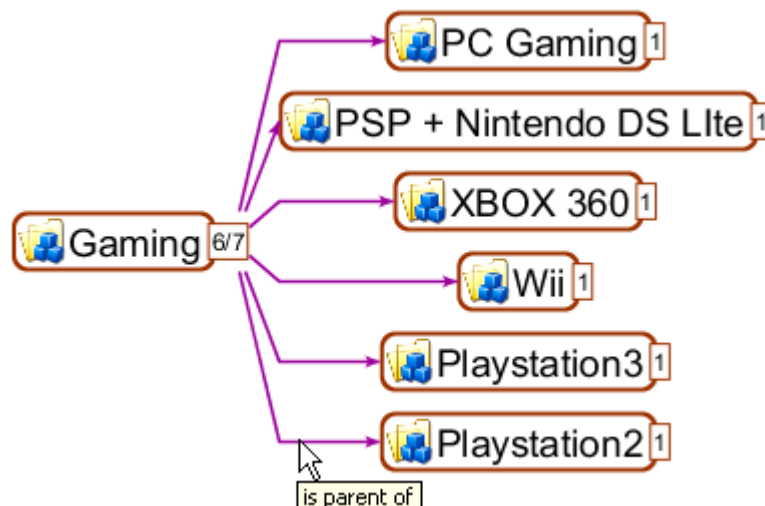 PC Gaming 1
PSP + Nintendo DS LIte 1
XBOX 360 1
Gaming 6/7
Wii 1
Playstation3 1
Playstation2 1
is parent of